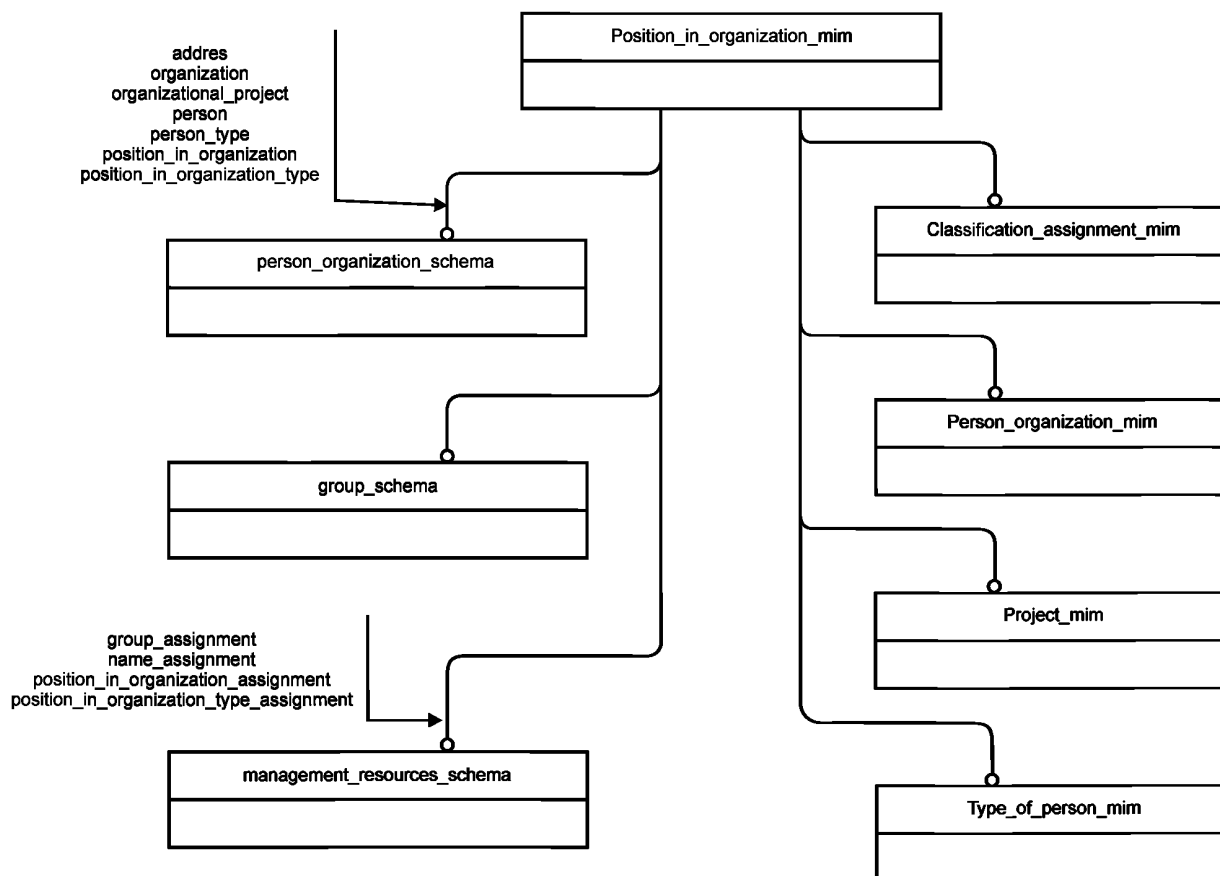 Position_in_organization_mim
addres
organization
organizational_project
person
person_type
position_in_organization
position_in_organization_type
person_organization_schema
Classification_assignment_mim
Person_organization_mim
group_schema
Project_mim
group_assignment
name_assignment
position_in_organization_assignment
position_in_organization_type_assignment
management_resources_schema
Type_of_person_mim